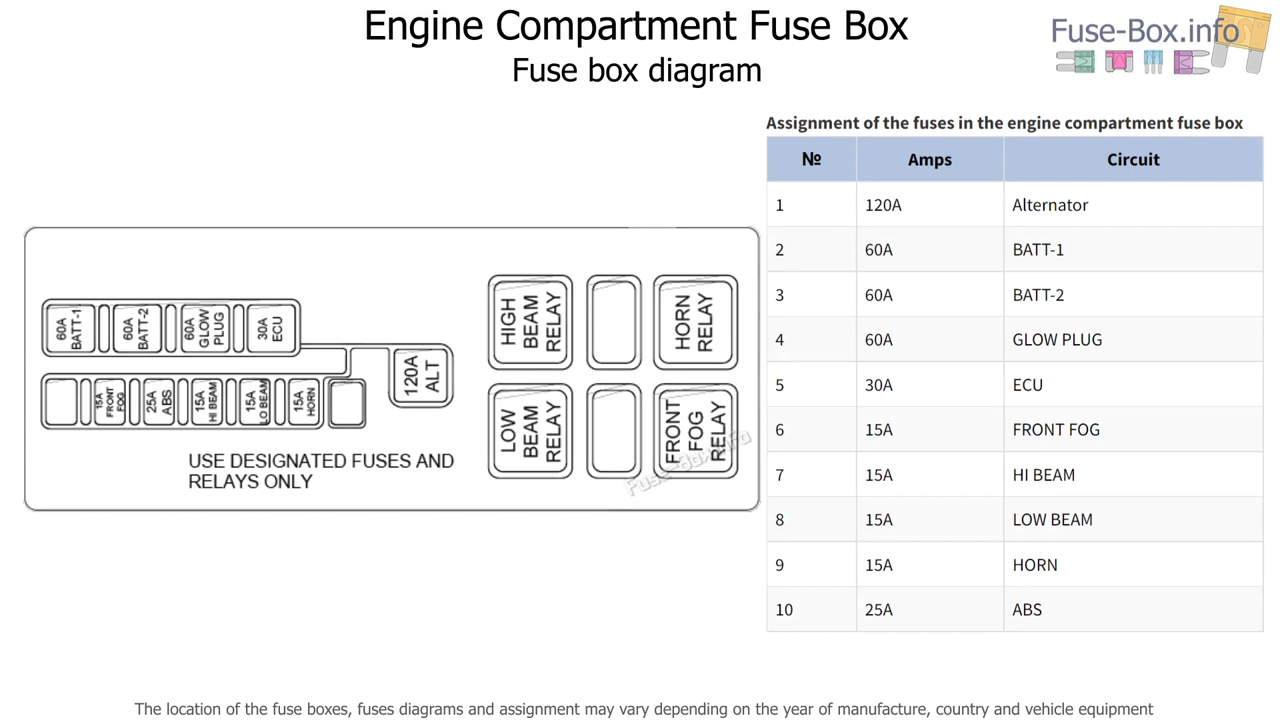 Engine Compartment Fuse Box
Fuse box diagram
Fuse-Box.info
60A
BATT-1
60A
BATT-2
60A
GLOW
PLUG
30A
ECU
120A
ALT
15A
FRONT
FOG
25A
ABS
15A
HI BEAM
15A
LO BEAM
15A
HORN
HIGH
BEAM
RELAY
HORN
RELAY
LOW
BEAM
RELAY
FRONT
FOG
RELAY
Fuse-Box.info
USE DESIGNATED FUSES AND
RELAYS ONLY
Assignment of the fuses in the engine compartment fuse box
№ Amps Circuit
1 120A Alternator
2 60A BATT-1
3 60A BATT-2
4 60A GLOW PLUG
5 30A ECU
6 15A FRONT FOG
7 15A HI BEAM
8 15A LOW BEAM
9 15A HORN
10 25A ABS
The location of the fuse boxes, fuses diagrams and assignment may vary depending on the year of manufacture, country and vehicle equipment